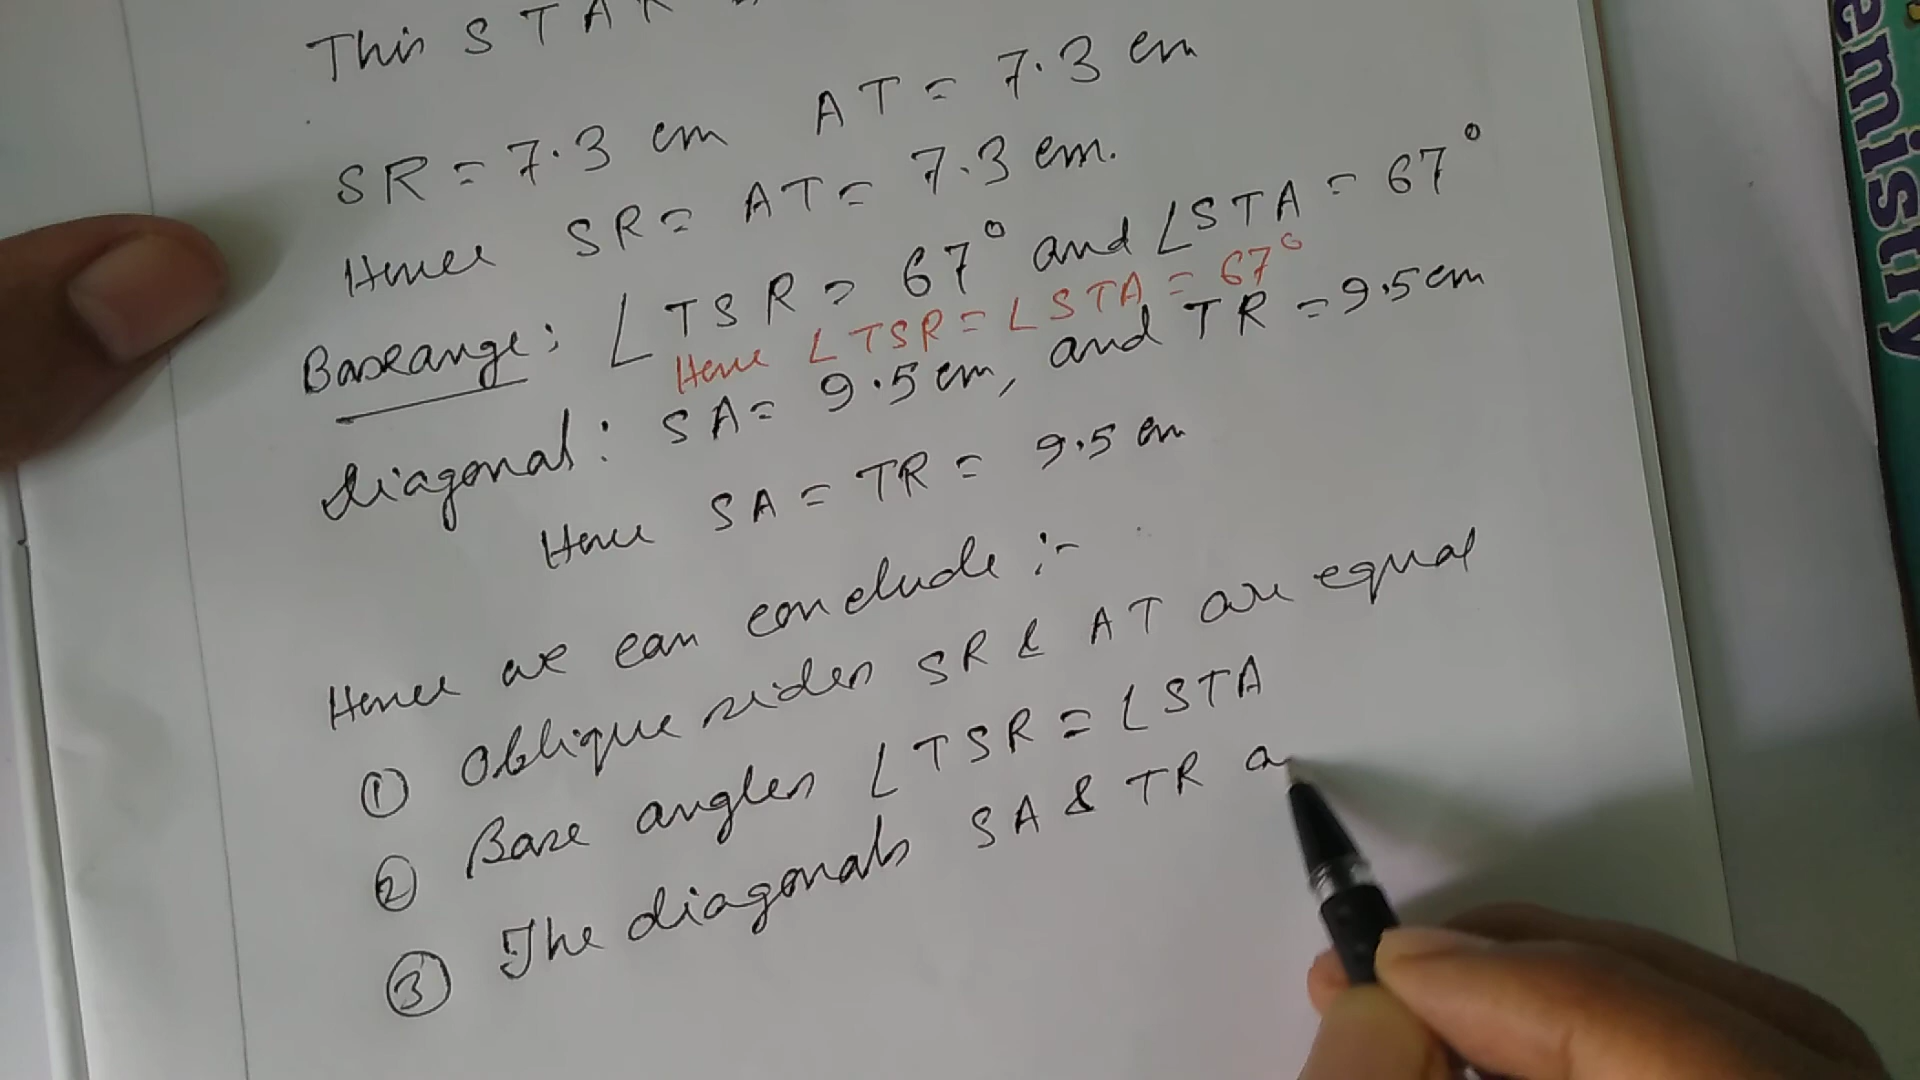 This STAR
SR = 7.3 cm AT = 7.3 cm
Hence SR = AT = 7.3 cm.
Baseange: ∠TSR = 67° and ∠STA = 67°
Hence ∠TSR = ∠STA = 67°
diagonal: SA = 9.5 cm, and TR = 9.5 cm
Hence SA = TR = 9.5 cm
Hence we can conclude :-
① Oblique sides SR & AT are equal
② Base angles ∠TSR = ∠STA
③ The diagonals SA & TR a
emistry